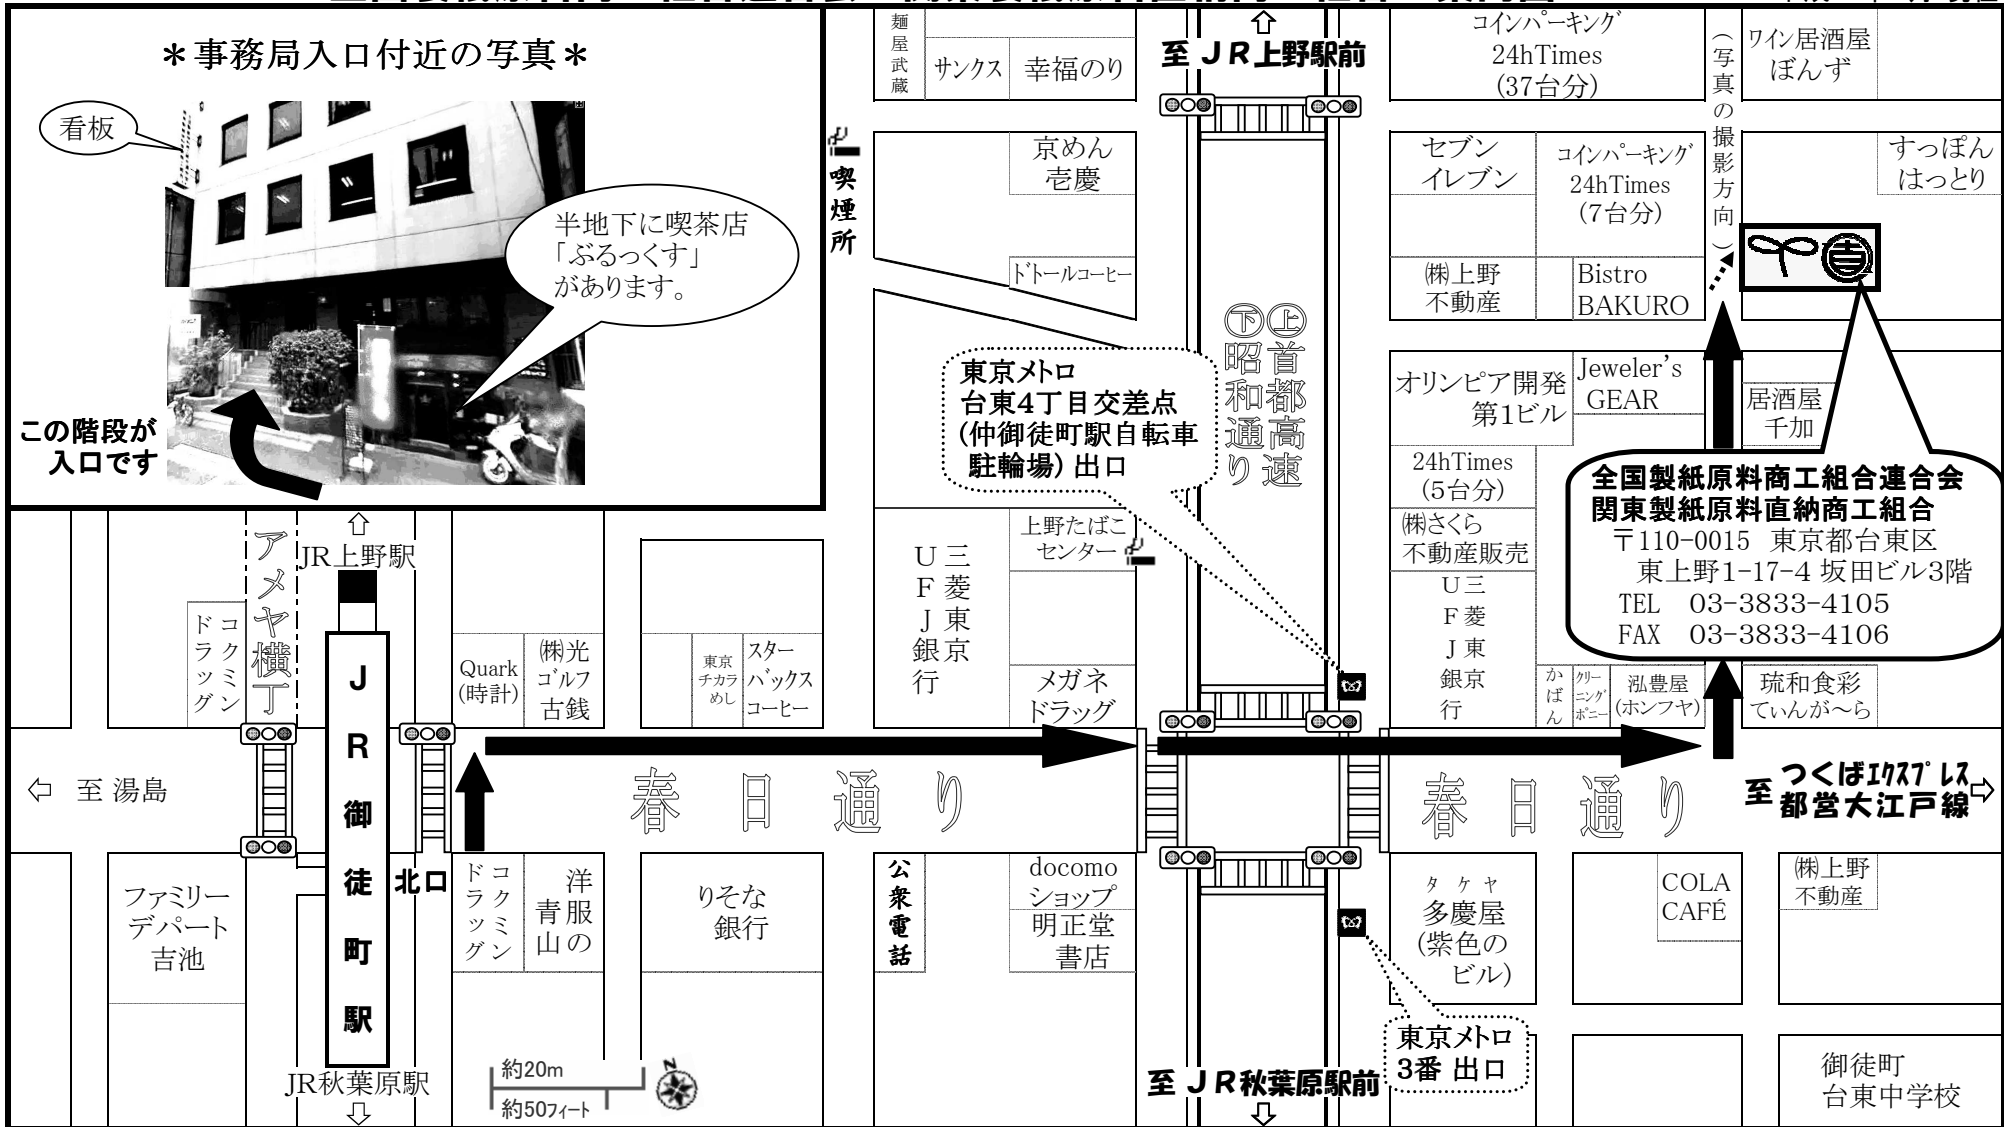 ＊事務局入口付近の写真＊
看板
半地下に喫茶店
「ぶるっくす」
があります。
この階段が
入口です
麺屋武蔵
サンクス
幸福のり
至 ＪＲ上野駅前
コインパーキング
24hTimes
(37台分)
（写真の撮影方向）
ワイン居酒屋
ぼんず
喫煙所
京めん
壱慶
セブン
イレブン
コインパーキング
24hTimes
(7台分)
すっぽん
はっとり
ドトールコーヒー
㈱上野
不動産
Bistro
BAKURO
㊦昭和通り
㊤首都高速
東京メトロ
台東4丁目交差点
(仲御徒町駅自転車
駐輪場) 出口
オリンピア開発
第1ビル
Jeweler's
GEAR
居酒屋
千加
24hTimes
(5台分)
全国製紙原料商工組合連合会
関東製紙原料直納商工組合
〒110-0015 東京都台東区
東上野1-17-4 坂田ビル3階
TEL 03-3833-4105
FAX 03-3833-4106
アメヤ横丁
JR上野駅
コクミン
ドラッグ
Quark
(時計)
㈱光
ゴルフ
古銭
東京
チカラ
めし
スター
バックス
コーヒー
三菱東京
ＵＦＪ銀行
上野たばこ
センター
メガネ
ドラッグ
㈱さくら
不動産販売
三菱東京
ＵＦＪ銀行
かばん
クリー
ニング
ポニー
泓豊屋
(ホンフヤ)
琉和食彩
てぃんが～ら
ＪＲ御徒町駅
至 湯島
春日通り
春日通り
至 つくばエクスプレス
都営大江戸線
北口
ファミリー
デパート
吉池
コクミン
ドラッグ
洋服の
青山
りそな
銀行
公衆電話
docomo
ショップ
明正堂
書店
タケヤ
多慶屋
(紫色の
ビル)
COLA
CAFÉ
㈱上野
不動産
東京メトロ
3番 出口
JR秋葉原駅
約20m
約50フィート
N
至 ＪＲ秋葉原駅前
御徒町
台東中学校